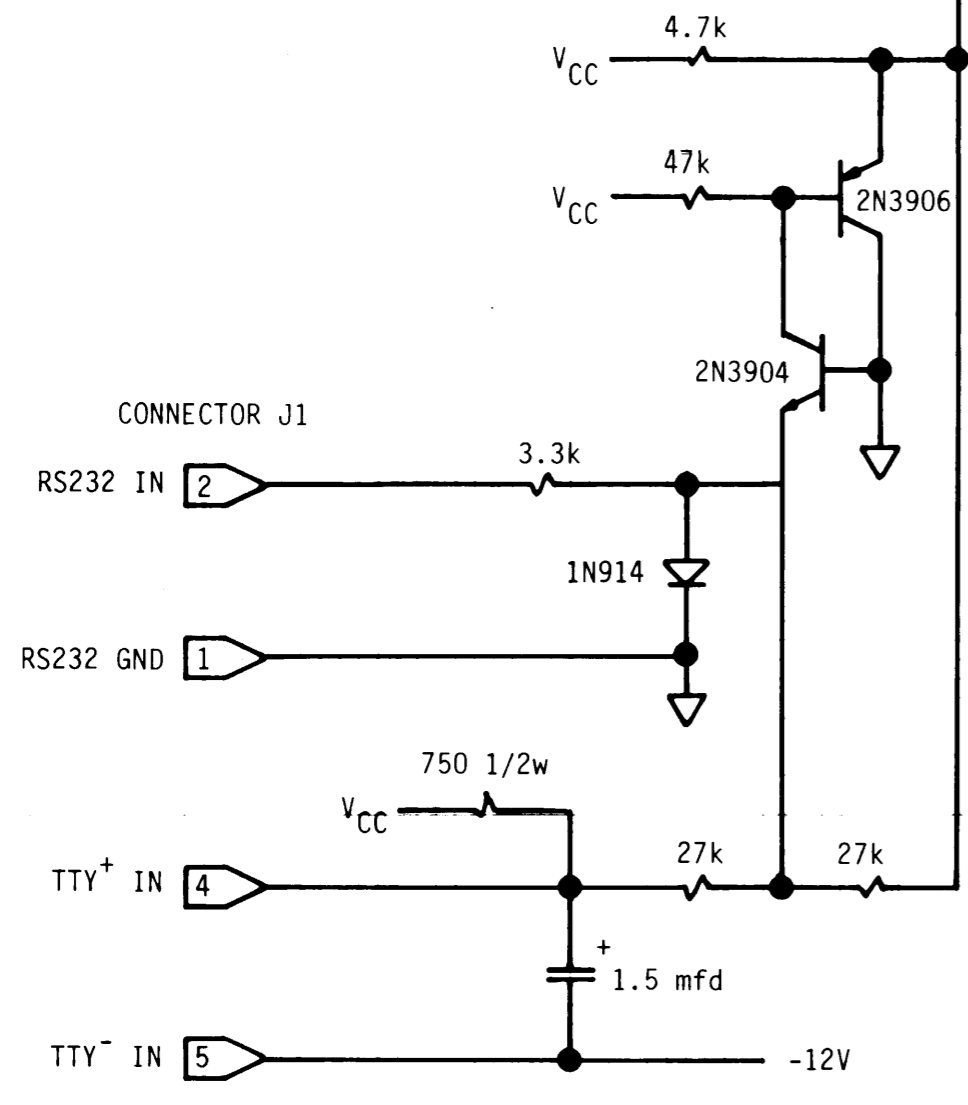 4.7k
VCC
47k
VCC
2N3906
2N3904
CONNECTOR J1
3.3k
RS232 IN 2
1N914
RS232 GND 1
750 1/2w
VCC
27k 27k
TTY+ IN 4
+
1.5 mfd
TTY- IN 5
-12V